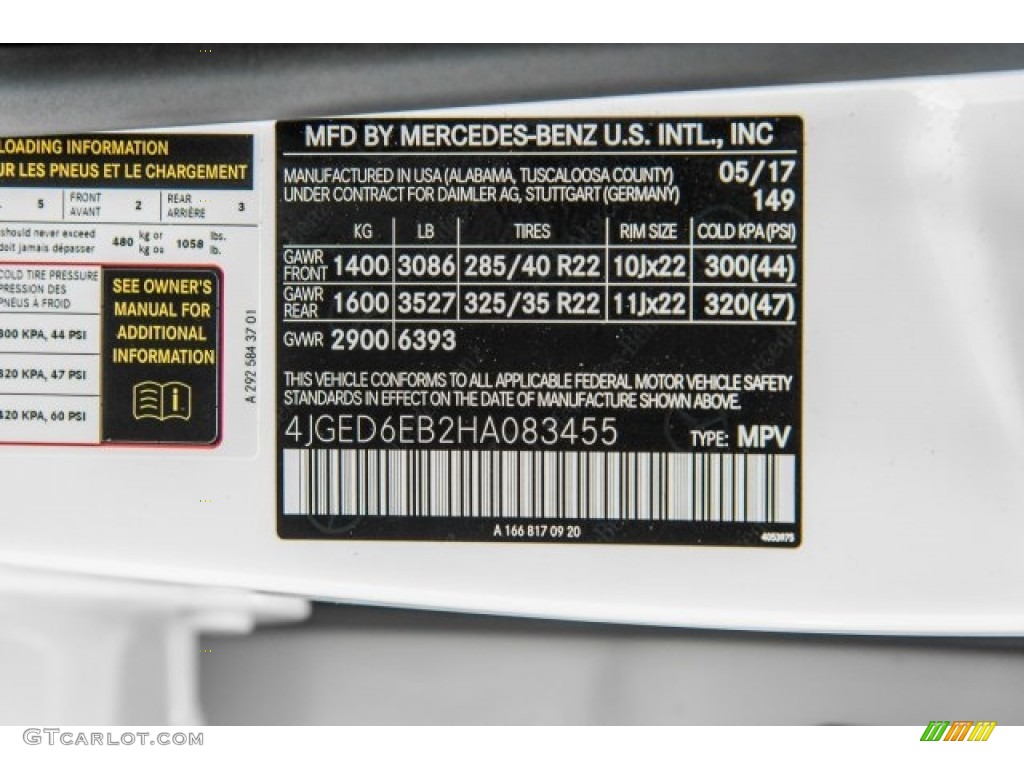 LOADING INFORMATION
UR LES PNEUS ET LE CHARGEMENT
5 FRONT AVANT 2 REAR ARRIÈRE 3
should never exceed
doit jamais dépasser 480 kg or kg ou 1058 lbs. lb.
COLD TIRE PRESSURE
PRESSION DES
PNEUS À FROID
300 KPA, 44 PSI
320 KPA, 47 PSI
420 KPA, 60 PSI
SEE OWNER'S
MANUAL FOR
ADDITIONAL
INFORMATION
A 292 584 37 01
MFD BY MERCEDES-BENZ U.S. INTL., INC
MANUFACTURED IN USA (ALABAMA, TUSCALOOSA COUNTY) 05/17
UNDER CONTRACT FOR DAIMLER AG, STUTTGART (GERMANY) 149
KG LB TIRES RIM SIZE COLD KPA(PSI)
GAWR FRONT 1400 3086 285/40 R22 10Jx22 300(44)
GAWR REAR 1600 3527 325/35 R22 11Jx22 320(47)
GVWR 2900 6393
THIS VEHICLE CONFORMS TO ALL APPLICABLE FEDERAL MOTOR VEHICLE SAFETY
STANDARDS IN EFFECT ON THE DATE OF MANUFACTURE SHOWN ABOVE.
4JGED6EB2HA083455 TYPE: MPV
A 166 817 09 20
4053975
GTCarLot.com